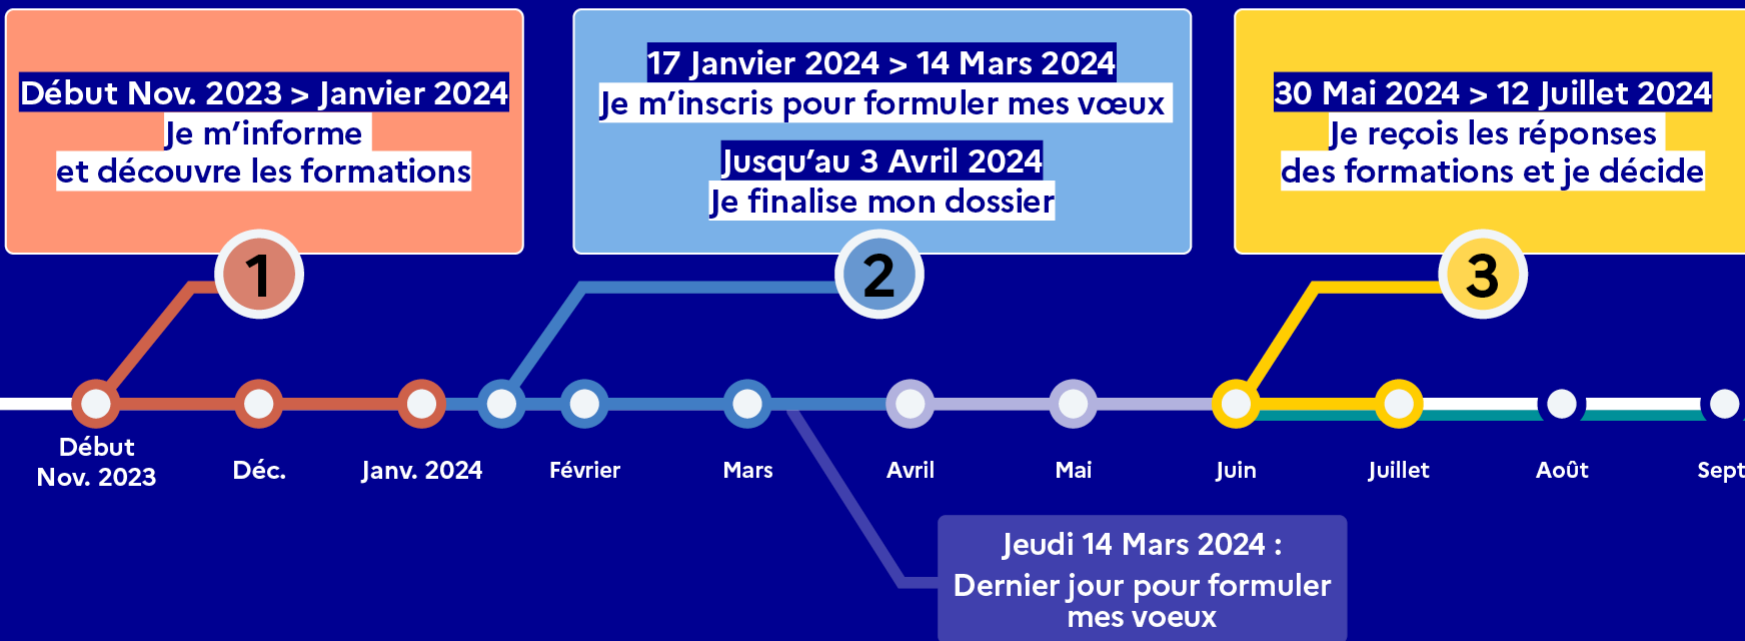 Début Nov. 2023 > Janvier 2024
Je m’informe
et découvre les formations
1
17 Janvier 2024 > 14 Mars 2024
Je m’inscris pour formuler mes vœux
Jusqu’au 3 Avril 2024
Je finalise mon dossier
2
30 Mai 2024 > 12 Juillet 2024
Je reçois les réponses
des formations et je décide
3
Début
Nov. 2023
Déc.
Janv. 2024
Février
Mars
Avril
Mai
Juin
Juillet
Août
Sept
Jeudi 14 Mars 2024 :
Dernier jour pour formuler
mes voeux